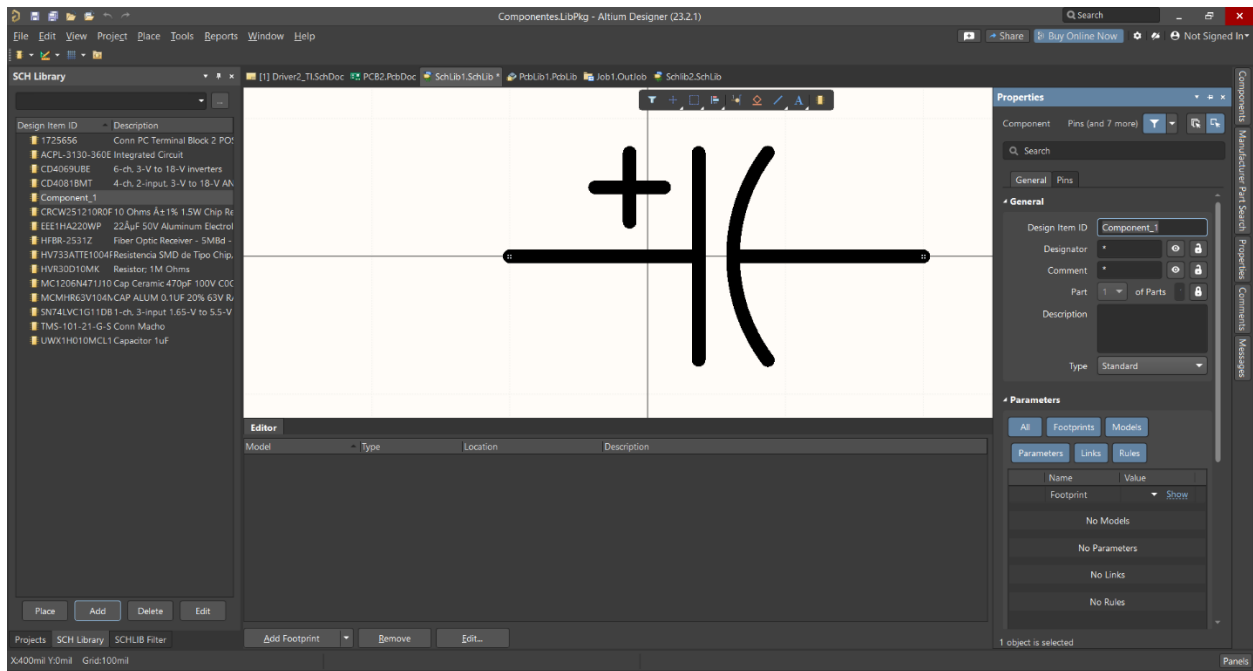 Componentes.LibPkg - Altium Designer (23.2.1)
Search
File Edit View Project Place Tools Reports Window Help
Share Buy Online Now Not Signed In
SCH Library
[1] Driver2_TI.SchDoc PCB2.PcbDoc SchLib1.SchLib * PcbLib1.PcbLib Job1.OutJob Schlib2.SchLib
Design Item ID Description
1725656 Conn PC Terminal Block 2 POS
ACPL-3130-360E Integrated Circuit
CD4069UBE 6-ch, 3-V to 18-V inverters
CD4081BMT 4-ch, 2-input, 3-V to 18-V AN
Component_1
CRCW251210R0F 10 Ohms Å±1% 1.5W Chip Re
EEE1HA220WP 22ÂµF 50V Aluminum Electrol
HFBR-2531Z Fiber Optic Receiver - 5MBd -
HV733ATTE1004F Resistencia SMD de Tipo Chip,
HVR30D10MK Resistor; 1M Ohms
MC1206N471J10 Cap Ceramic 470pF 100V C0G
MCMHR63V104M CAP ALUM 0.1UF 20% 63V RA
SN74LVC1G11DB 1-ch, 3-input 1.65-V to 5.5-V
TMS-101-21-G-S Conn Macho
UWX1H010MCL1 Capacitor 1uF
Place Add Delete Edit
Projects SCH Library SCHLIB Filter
X:400mil Y:0mil Grid:100mil
A
Editor
Model Type Location Description
Add Footprint Remove Edit...
Properties
Component Pins (and 7 more)
Search
General Pins
General
Design Item ID Component_1
Designator *
Comment *
Part 1 of Parts
Description
Type Standard
Parameters
All Footprints Models
Parameters Links Rules
Name Value
Footprint Show
No Models
No Parameters
No Links
No Rules
1 object is selected
Panels
Components
Manufacturer Part Search
Properties
Comments
Messages